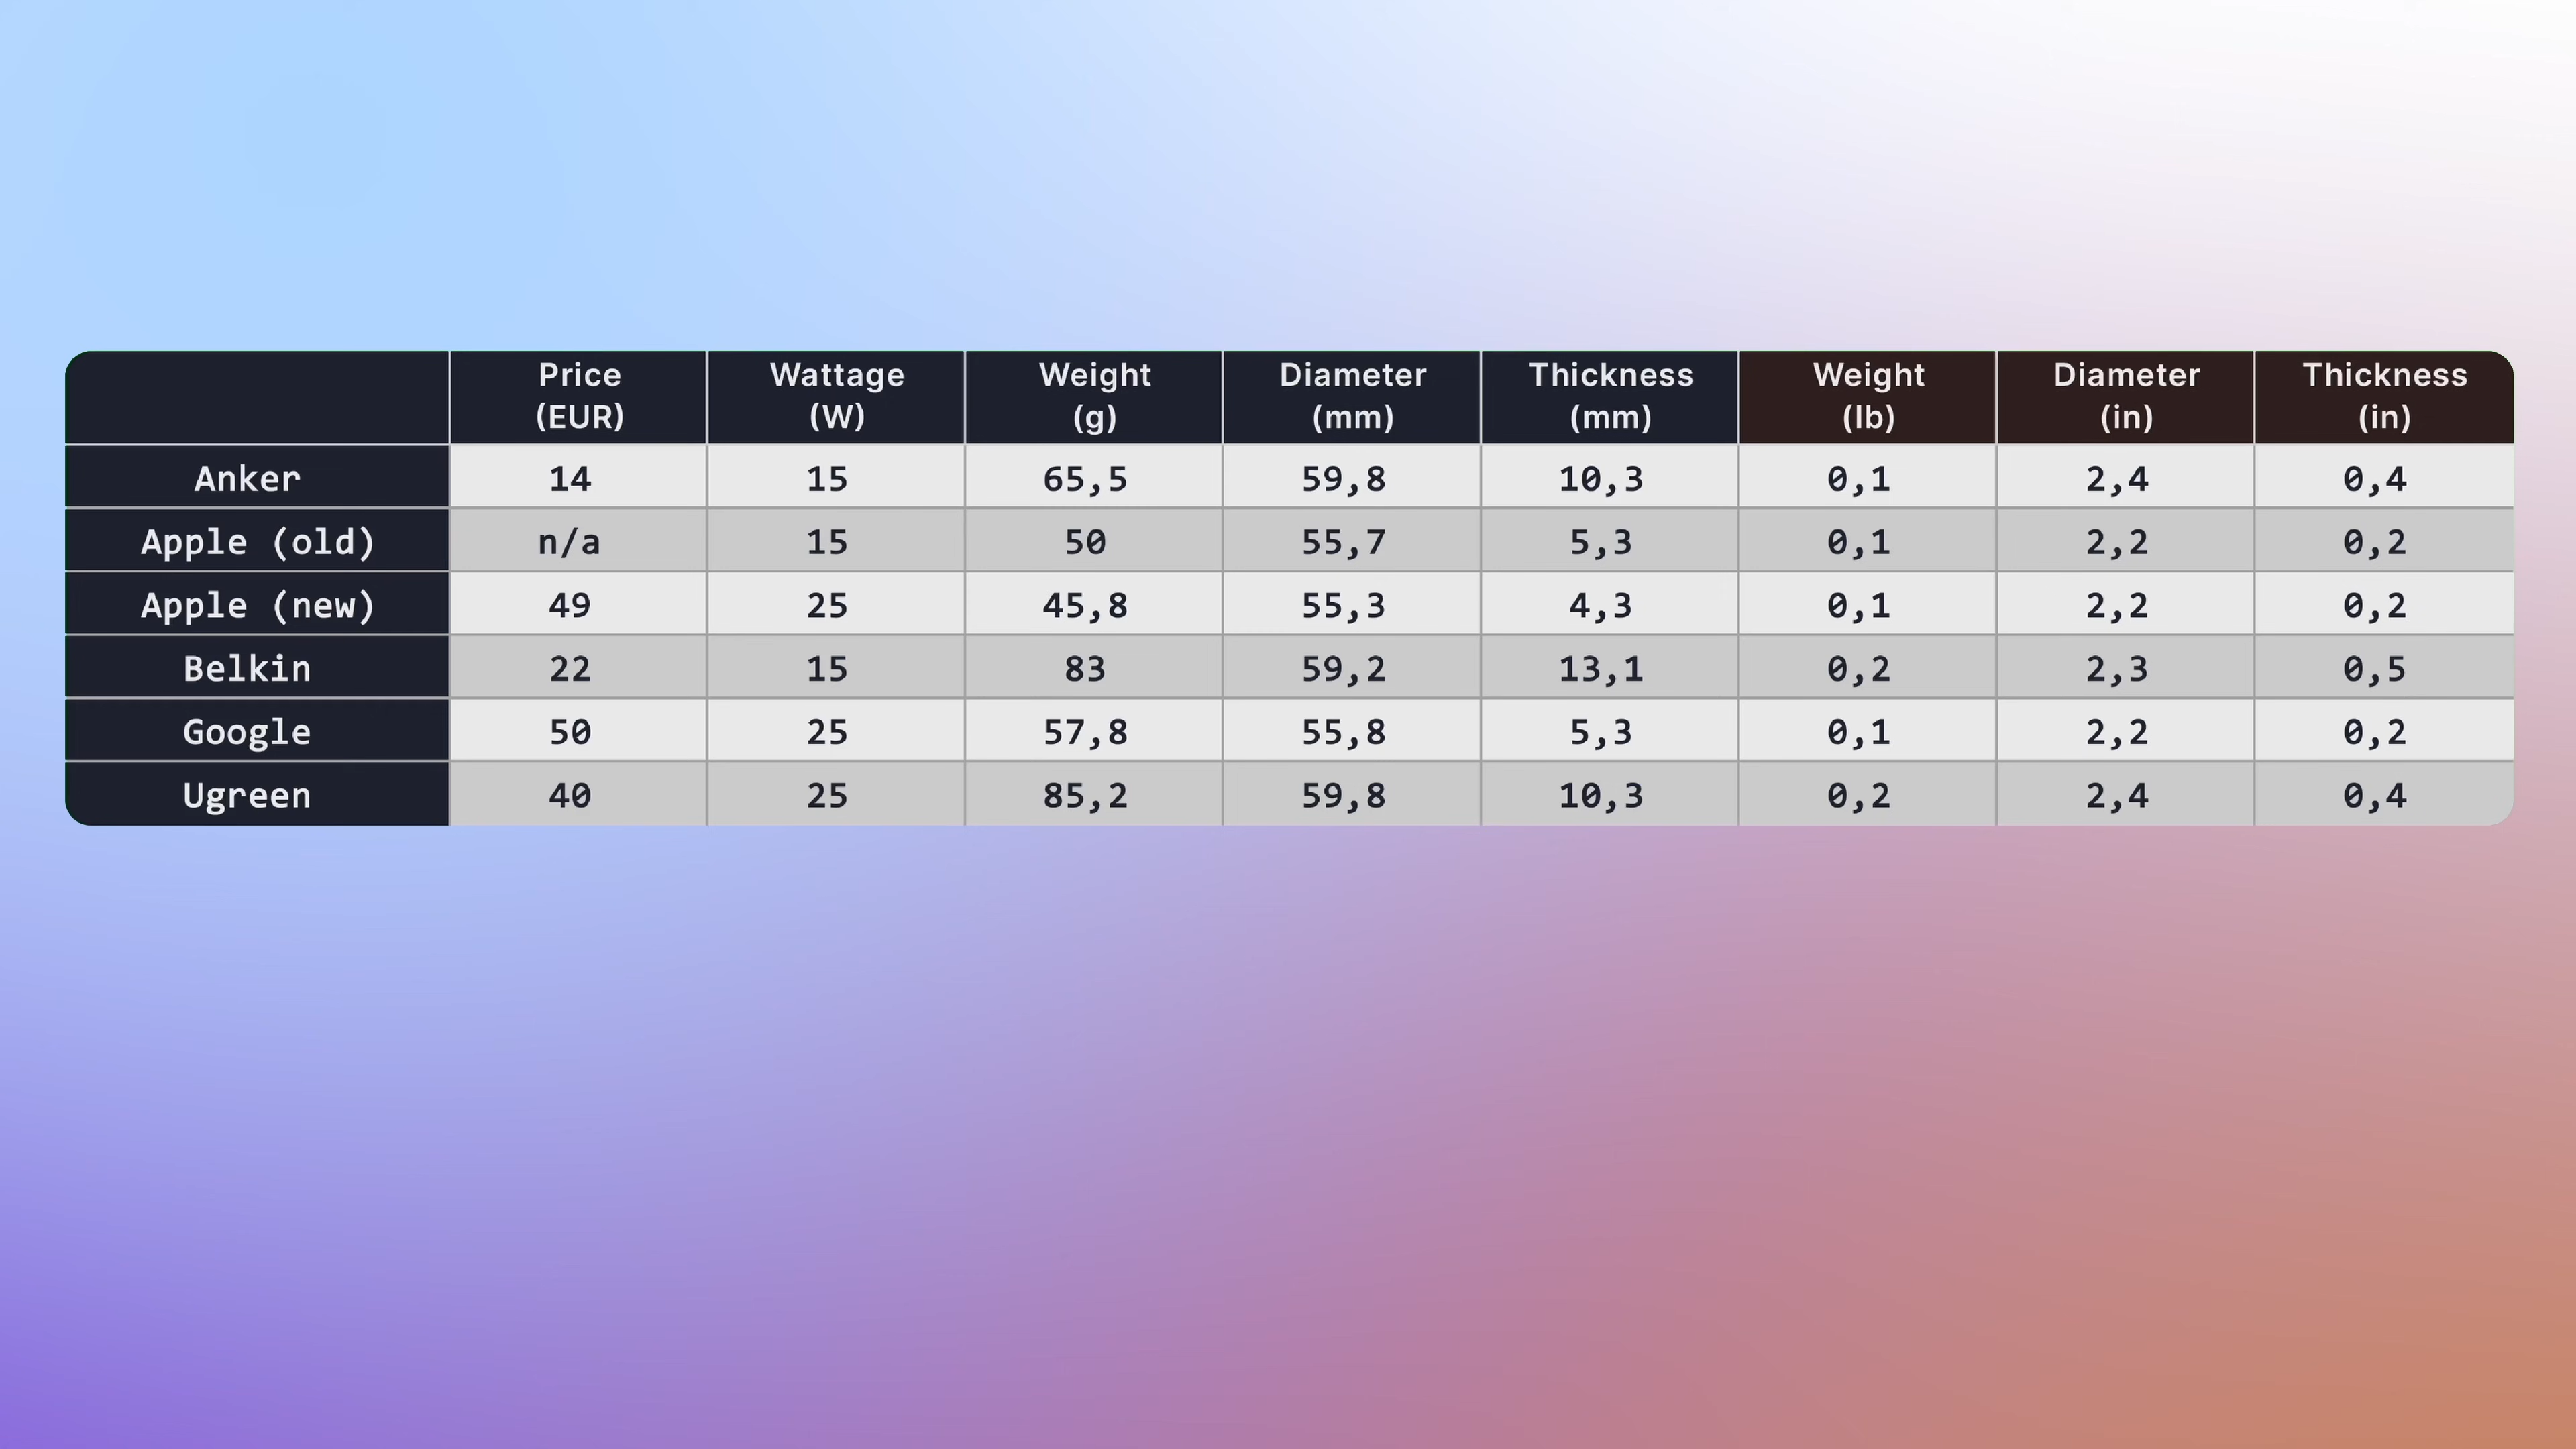 Price (EUR) Wattage (W) Weight (g) Diameter (mm) Thickness (mm) Weight (lb) Diameter (in) Thickness (in)
Anker 14 15 65,5 59,8 10,3 0,1 2,4 0,4
Apple (old) n/a 15 50 55,7 5,3 0,1 2,2 0,2
Apple (new) 49 25 45,8 55,3 4,3 0,1 2,2 0,2
Belkin 22 15 83 59,2 13,1 0,2 2,3 0,5
Google 50 25 57,8 55,8 5,3 0,1 2,2 0,2
Ugreen 40 25 85,2 59,8 10,3 0,2 2,4 0,4